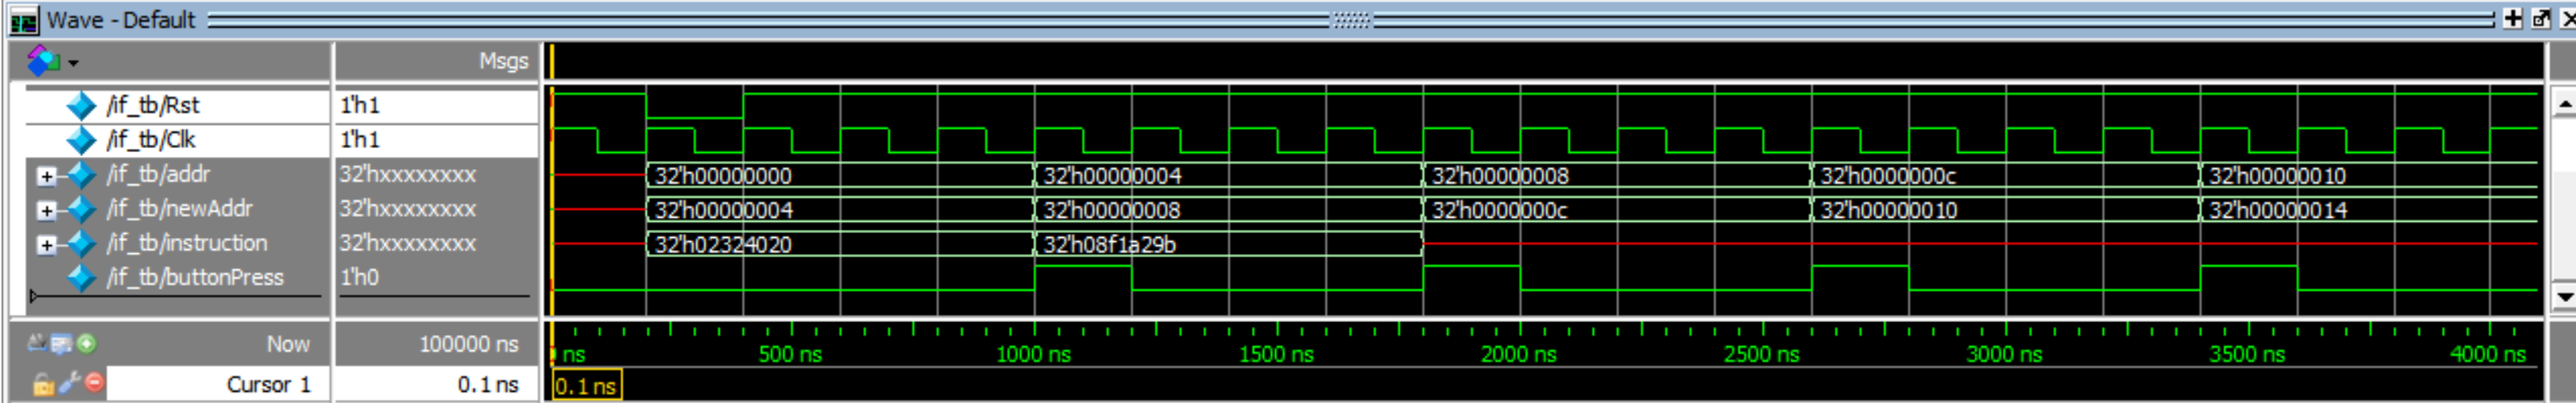 Wave - Default
Msgs
/if_tb/Rst 1'h1
/if_tb/Clk 1'h1
/if_tb/addr 32'hxxxxxxxx 32'h00000000 32'h00000004 32'h00000008 32'h0000000c 32'h00000010
/if_tb/newAddr 32'hxxxxxxxx 32'h00000004 32'h00000008 32'h0000000c 32'h00000010 32'h00000014
/if_tb/instruction 32'hxxxxxxxx 32'h02324020 32'h08f1a29b
/if_tb/buttonPress 1'h0
Now 100000 ns ns 500 ns 1000 ns 1500 ns 2000 ns 2500 ns 3000 ns 3500 ns 4000 ns
Cursor 1 0.1 ns 0.1 ns